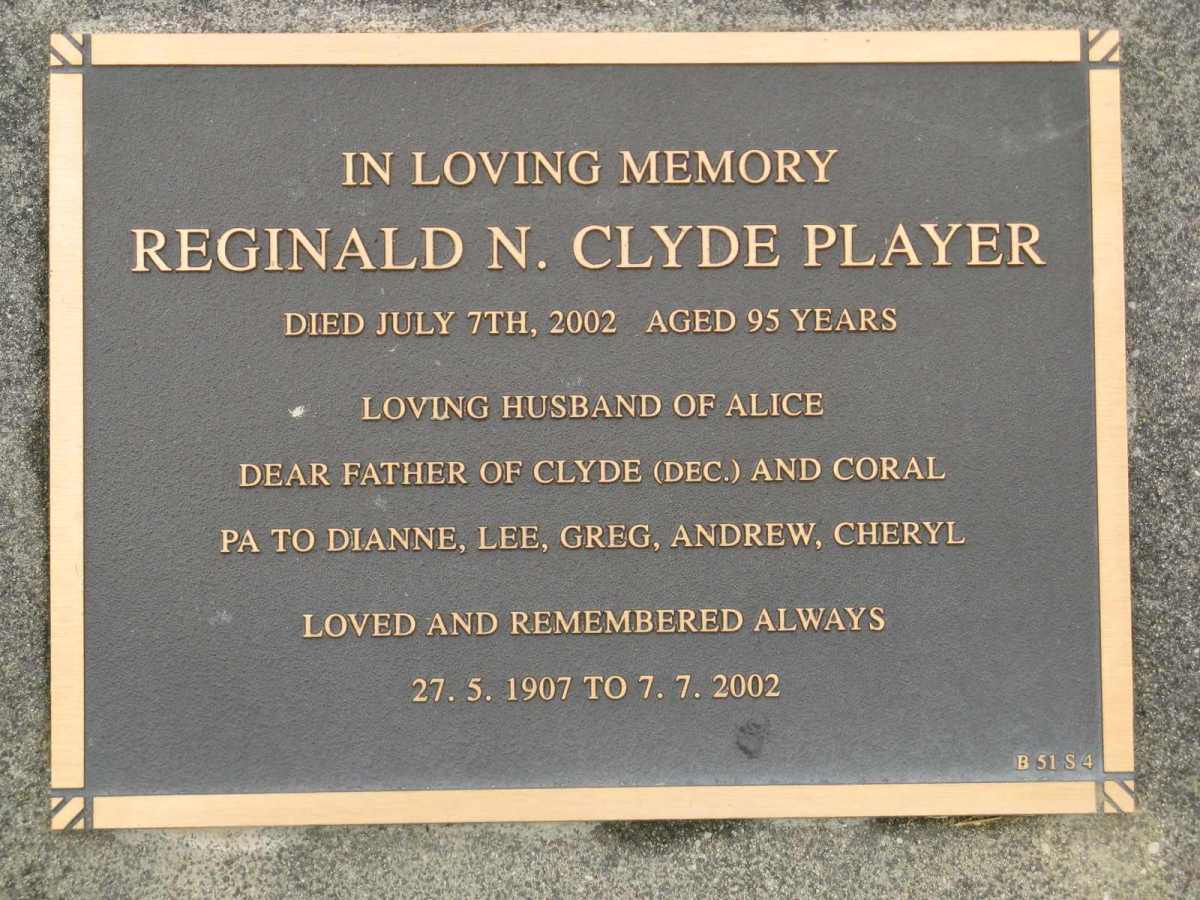 IN LOVING MEMORY
REGINALD N. CLYDE PLAYER
DIED JULY 7TH, 2002 AGED 95 YEARS
LOVING HUSBAND OF ALICE
DEAR FATHER OF CLYDE (DEC.) AND CORAL
PA TO DIANNE, LEE, GREG, ANDREW, CHERYL
LOVED AND REMEMBERED ALWAYS
27. 5. 1907 TO 7. 7. 2002
B 51 S 4